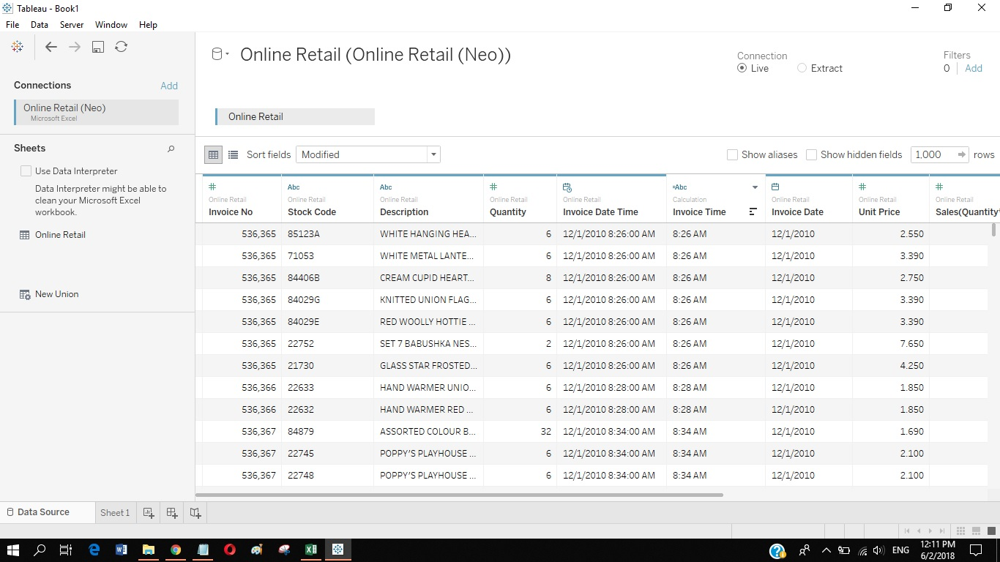 Tableau - Book1
File Data Server Window Help
Connections Add
Online Retail (Neo)
Microsoft Excel
Sheets
Use Data Interpreter
Data Interpreter might be able to
clean your Microsoft Excel
workbook.
Online Retail
New Union
Online Retail (Online Retail (Neo))
Connection
Live Extract
Filters
0 Add
Online Retail
Sort fields Modified
Show aliases Show hidden fields 1,000 rows
# Abc Abc # =Abc # #
Online Retail Online Retail Online Retail Online Retail Online Retail Calculation Online Retail Online Retail Online Retail
Invoice No Stock Code Description Quantity Invoice Date Time Invoice Time Invoice Date Unit Price Sales(Quantity*
536,365 85123A WHITE HANGING HEA... 6 12/1/2010 8:26:00 AM 8:26 AM 12/1/2010 2.550
536,365 71053 WHITE METAL LANTE... 6 12/1/2010 8:26:00 AM 8:26 AM 12/1/2010 3.390
536,365 84406B CREAM CUPID HEART... 8 12/1/2010 8:26:00 AM 8:26 AM 12/1/2010 2.750
536,365 84029G KNITTED UNION FLAG... 6 12/1/2010 8:26:00 AM 8:26 AM 12/1/2010 3.390
536,365 84029E RED WOOLLY HOTTIE ... 6 12/1/2010 8:26:00 AM 8:26 AM 12/1/2010 3.390
536,365 22752 SET 7 BABUSHKA NES... 2 12/1/2010 8:26:00 AM 8:26 AM 12/1/2010 7.650
536,365 21730 GLASS STAR FROSTED... 6 12/1/2010 8:26:00 AM 8:26 AM 12/1/2010 4.250
536,366 22633 HAND WARMER UNIO... 6 12/1/2010 8:28:00 AM 8:28 AM 12/1/2010 1.850
536,366 22632 HAND WARMER RED ... 6 12/1/2010 8:28:00 AM 8:28 AM 12/1/2010 1.850
536,367 84879 ASSORTED COLOUR B... 32 12/1/2010 8:34:00 AM 8:34 AM 12/1/2010 1.690
536,367 22745 POPPY'S PLAYHOUSE ... 6 12/1/2010 8:34:00 AM 8:34 AM 12/1/2010 2.100
536,367 22748 POPPY'S PLAYHOUSE ... 6 12/1/2010 8:34:00 AM 8:34 AM 12/1/2010 2.100
Data Source Sheet 1
ENG 12:11 PM
6/2/2018